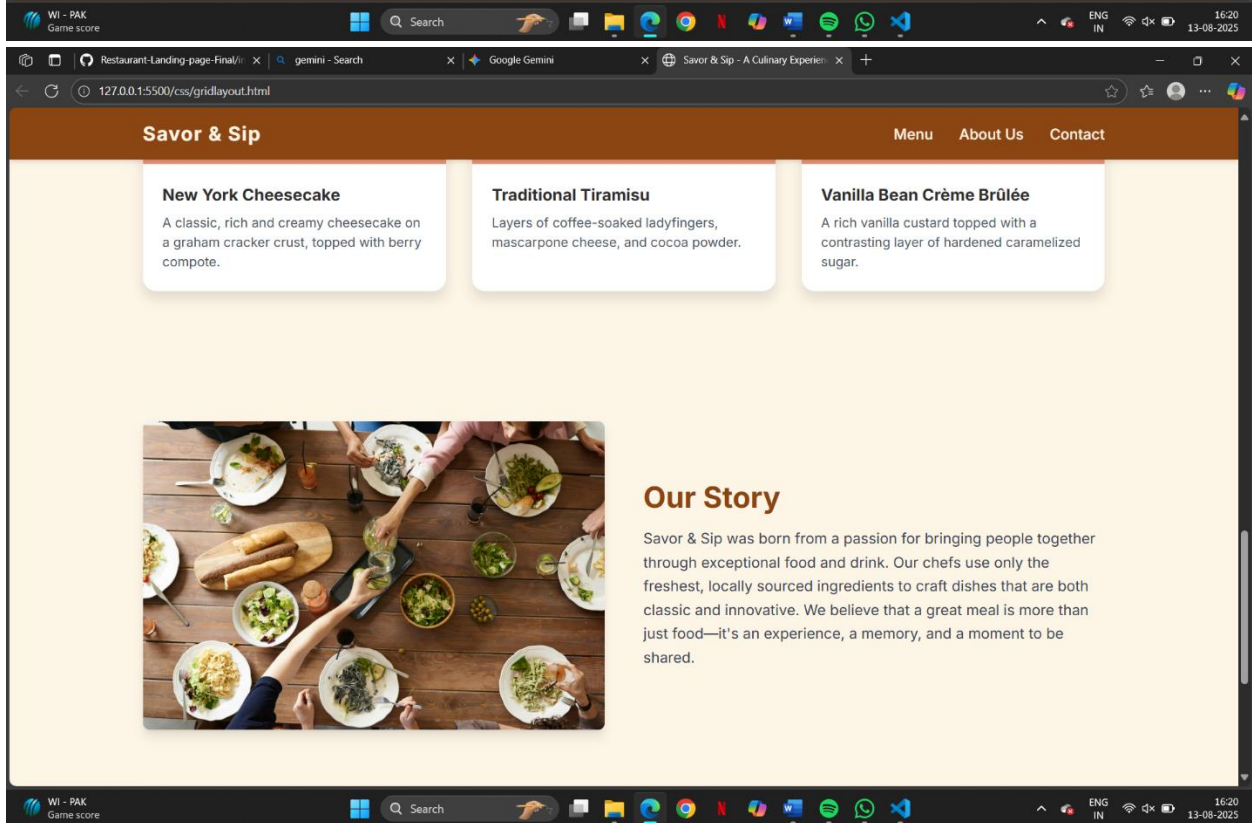 WI - PAK
Game score
Search
ENG
IN
16:20
13-08-2025
Restaurant-Landing-page-Final/i
gemini - Search
Google Gemini
Savor & Sip - A Culinary Experien
127.0.0.1:5500/css/gridlayout.html
Savor & Sip
Menu About Us Contact
New York Cheesecake
A classic, rich and creamy cheesecake on
a graham cracker crust, topped with berry
compote.
Traditional Tiramisu
Layers of coffee-soaked ladyfingers,
mascarpone cheese, and cocoa powder.
Vanilla Bean Crème Brûlée
A rich vanilla custard topped with a
contrasting layer of hardened caramelized
sugar.
Our Story
Savor & Sip was born from a passion for bringing people together
through exceptional food and drink. Our chefs use only the
freshest, locally sourced ingredients to craft dishes that are both
classic and innovative. We believe that a great meal is more than
just food—it's an experience, a memory, and a moment to be
shared.
WI - PAK
Game score
Search
ENG
IN
16:20
13-08-2025